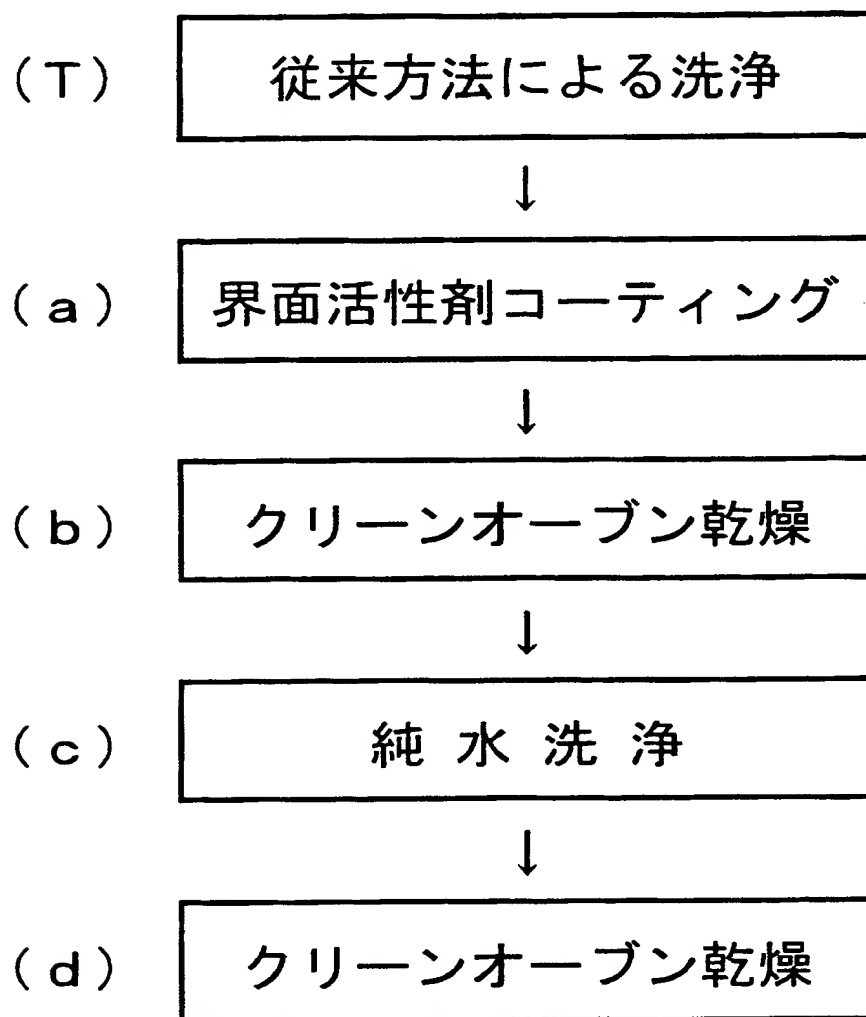 (T) 従来方法による洗浄
↓
(a) 界面活性剤コーティング
↓
(b) クリーンオーブン乾燥
↓
(c) 純水洗浄
↓
(d) クリーンオーブン乾燥